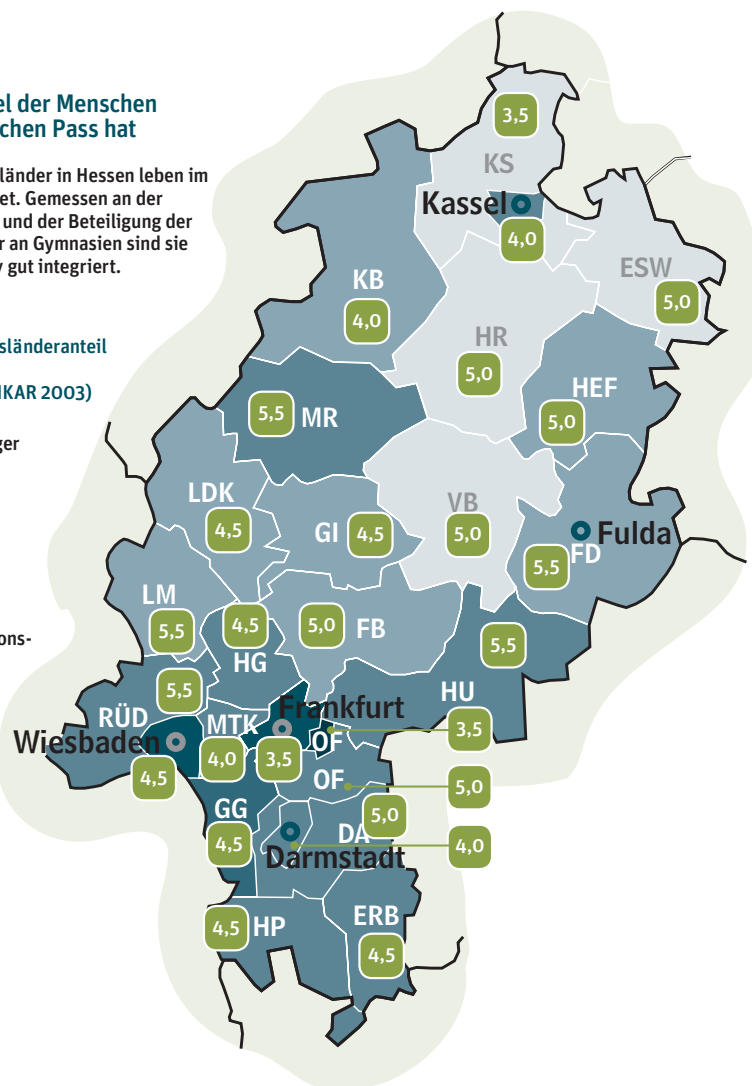 el der Menschen
chen Pass hat
länder in Hessen leben im
et. Gemessen an der
und der Beteiligung der
r an Gymnasien sind sie
v gut integriert.
sländeranteil
IKAR 2003)
ger
ons-
3,5
KS
Kassel
4,0
ESW
5,0
KB
4,0
HR
5,0
HEF
5,0
5,5
MR
LDK
4,5
GI
4,5
VB
5,0
Fulda
FD
5,5
LM
5,5
4,5
HG
5,0
FB
5,5
HU
5,5
RÜD
Wiesbaden
4,5
MTK
4,0
Frankfurt
3,5
OF
3,5
OF
5,0
GG
4,5
DA
5,0
Darmstadt
4,0
HP
4,5
ERB
4,5